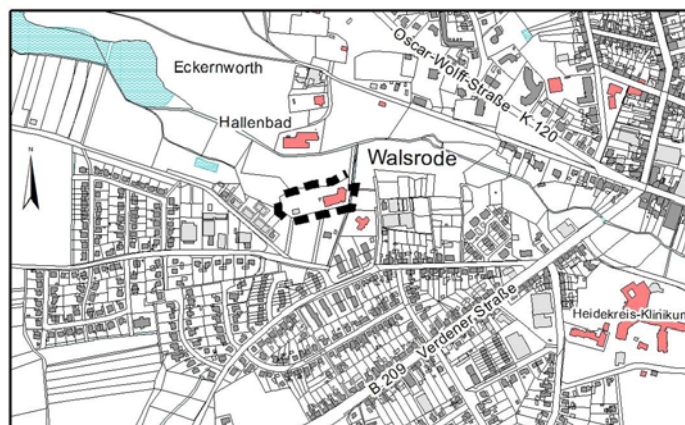 Eckernworth
Oscar-Wolff-Straße K 120
Hallenbad
Walsrode
N
Heidekreis-Klinikum
B 209 Verdener Straße